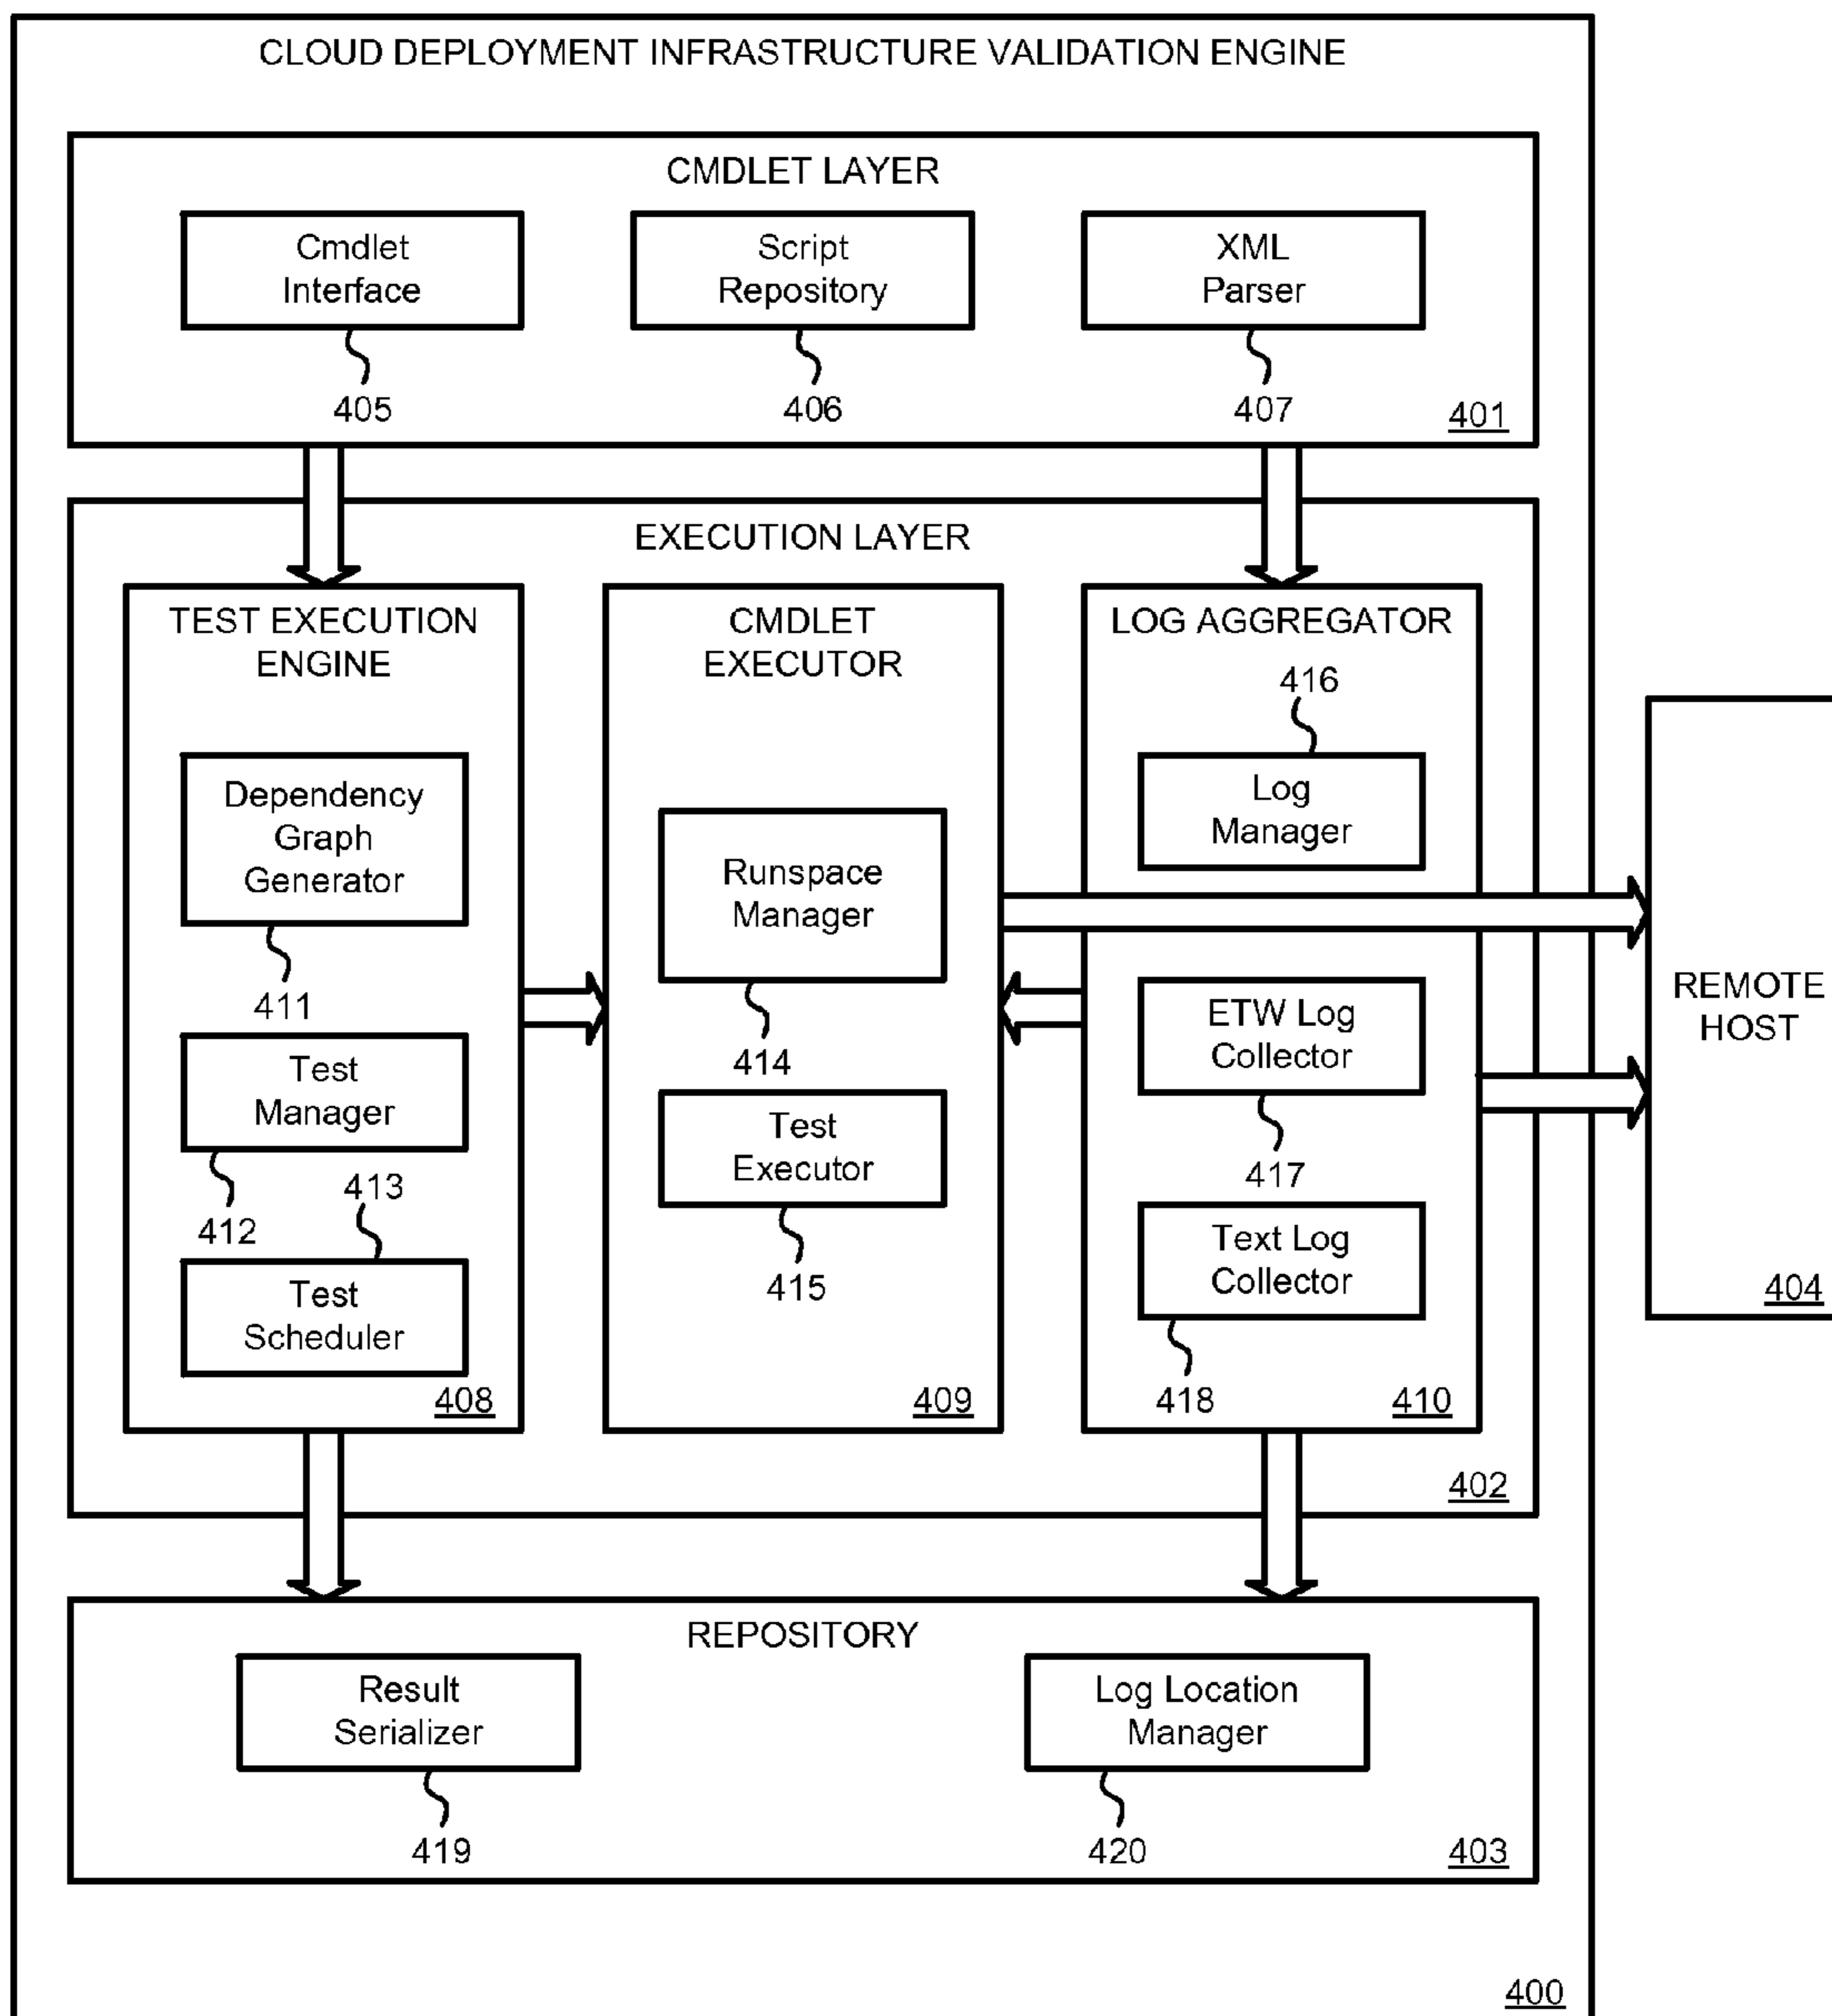 CLOUD DEPLOYMENT INFRASTRUCTURE VALIDATION ENGINE
CMDLET LAYER
Cmdlet
Interface
405
Script
Repository
406
XML
Parser
407
401
EXECUTION LAYER
TEST EXECUTION
ENGINE
Dependency
Graph
Generator
411
Test
Manager
412
413
Test
Scheduler
408
CMDLET
EXECUTOR
Runspace
Manager
414
Test
Executor
415
409
LOG AGGREGATOR
416
Log
Manager
ETW Log
Collector
417
Text Log
Collector
418
410
402
REMOTE
HOST
404
REPOSITORY
Result
Serializer
419
Log Location
Manager
420
403
400